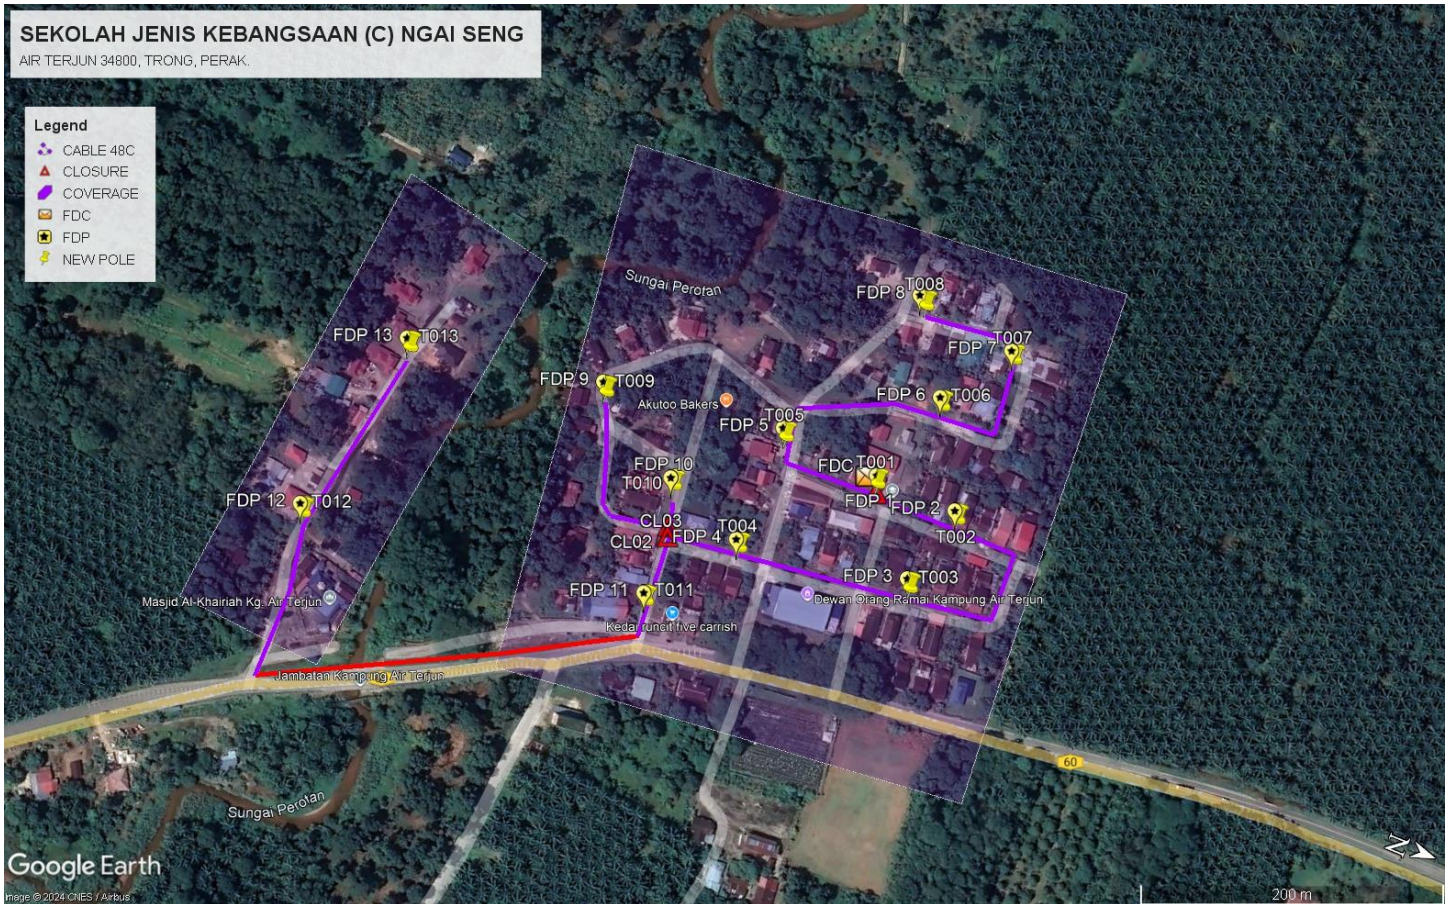 SEKOLAH JENIS KEBANGSAAN (C) NGAI SENG
AIR TERJUN 34800, TRONG, PERAK.
Legend
CABLE 48C
CLOSURE
COVERAGE
FDC
FDP
NEW POLE
Sungai Perotan
FDP 8
T008
FDP 13
T013
T007
FDP 7
FDP 9
T009
Akutoo Bakers
FDP 6
T006
T005
FDP 5
FDP 10
T010
FDC
T001
FDP 1
FDP 2
T002
FDP 12
T012
CL03
CL02
FDP 4
T004
FDP 3
T003
FDP 11
T011
Masjid Al-Khairiah Kg. Air Terjun
Dewan Orang Ramai Kampung Air Terjun
Kedai runcit five carrish
Jambatan Kampung Air Terjun
60
Sungai Perotan
N
Google Earth
Image © 2024 CNES / Airbus
200 m